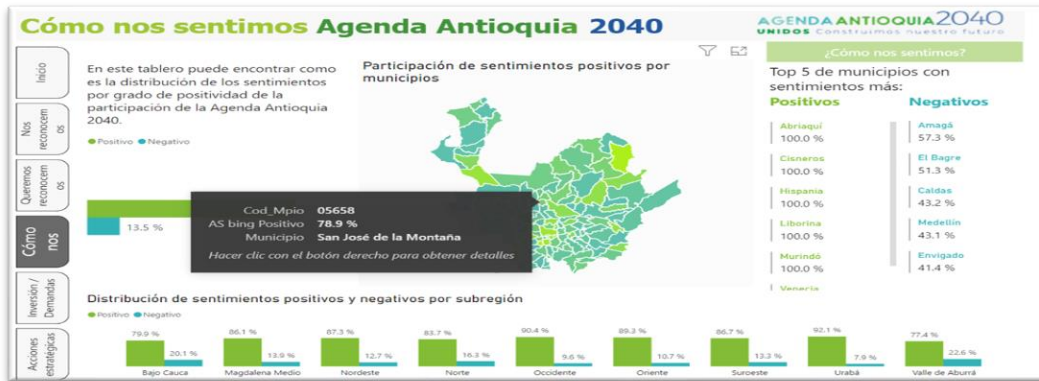 Cómo nos sentimos Agenda Antioquia 2040
AGENDA ANTIOQUIA 2040
UNIDOS Construimos nuestro futuro
Inicio
Nos
reconocem
os
Queremos
reconocem
os
Cómo
nos
Inversión /
Demandas
Acciones
estratégicas
En este tablero puede encontrar como
es la distribución de los sentimientos
por grado de positividad de la
participación de la Agenda Antioquia
2040.
Positivo Negativo
13.5 %
Participación de sentimientos positivos por
municipios
Cod_Mpio 05658
AS bing Positivo 78.9 %
Municipio San José de la Montaña
Hacer clic con el botón derecho para obtener detalles
¿Cómo nos sentimos?
Top 5 de municipios con
sentimientos más:
Positivos Negativos
Abriaquí Amagá
100.0 % 57.3 %
Cisneros El Bagre
100.0 % 51.3 %
Hispania Caldas
100.0 % 43.2 %
Liborina Medellín
100.0 % 43.1 %
Murindó Envigado
100.0 % 41.4 %
Venecia
Distribución de sentimientos positivos y negativos por subregión
Positivo Negativo
79.9 % 86.1 % 87.3 % 83.7 % 90.4 % 89.3 % 86.7 % 92.1 % 77.4 %
20.1 % 13.9 % 12.7 % 16.3 % 9.6 % 10.7 % 13.3 % 7.9 % 22.6 %
Bajo Cauca Magdalena Medio Nordeste Norte Occidente Oriente Suroeste Urabá Valle de Aburrá